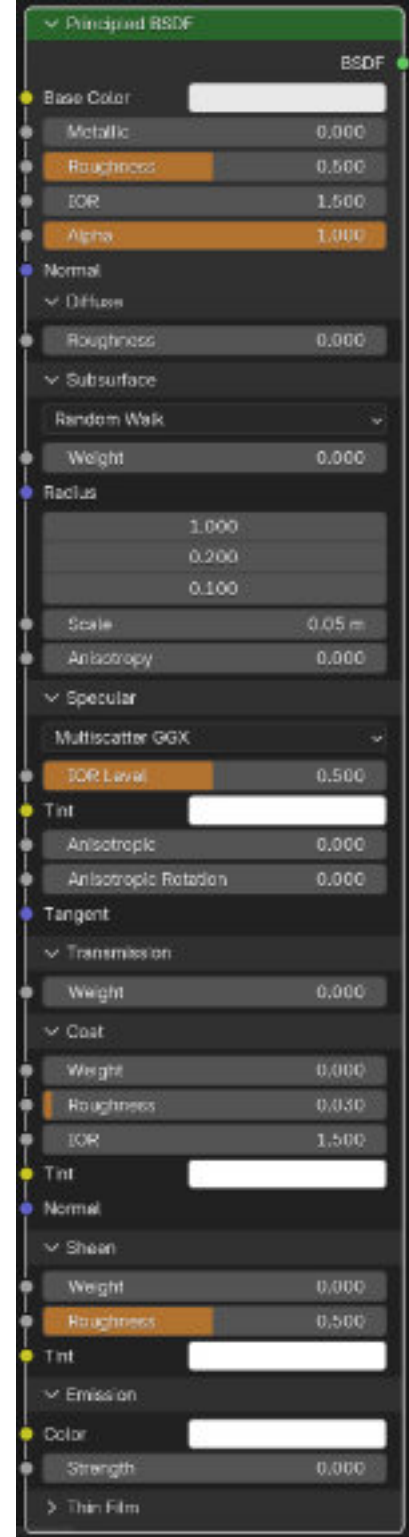 Principled BSDF
BSDF
Base Color
Metallic 0.000
Roughness 0.500
IOR 1.500
Alpha 1.000
Normal
Diffuse
Roughness 0.000
Subsurface
Random Walk
Weight 0.000
Radius
1.000
0.200
0.100
Scale 0.05 m
Anisotropy 0.000
Specular
Multiscatter GGX
IOR Level 0.500
Tint
Anisotropic 0.000
Anisotropic Rotation 0.000
Tangent
Transmission
Weight 0.000
Coat
Weight 0.000
Roughness 0.030
IOR 1.500
Tint
Normal
Sheen
Weight 0.000
Roughness 0.500
Tint
Emission
Color
Strength 0.000
Thin Film